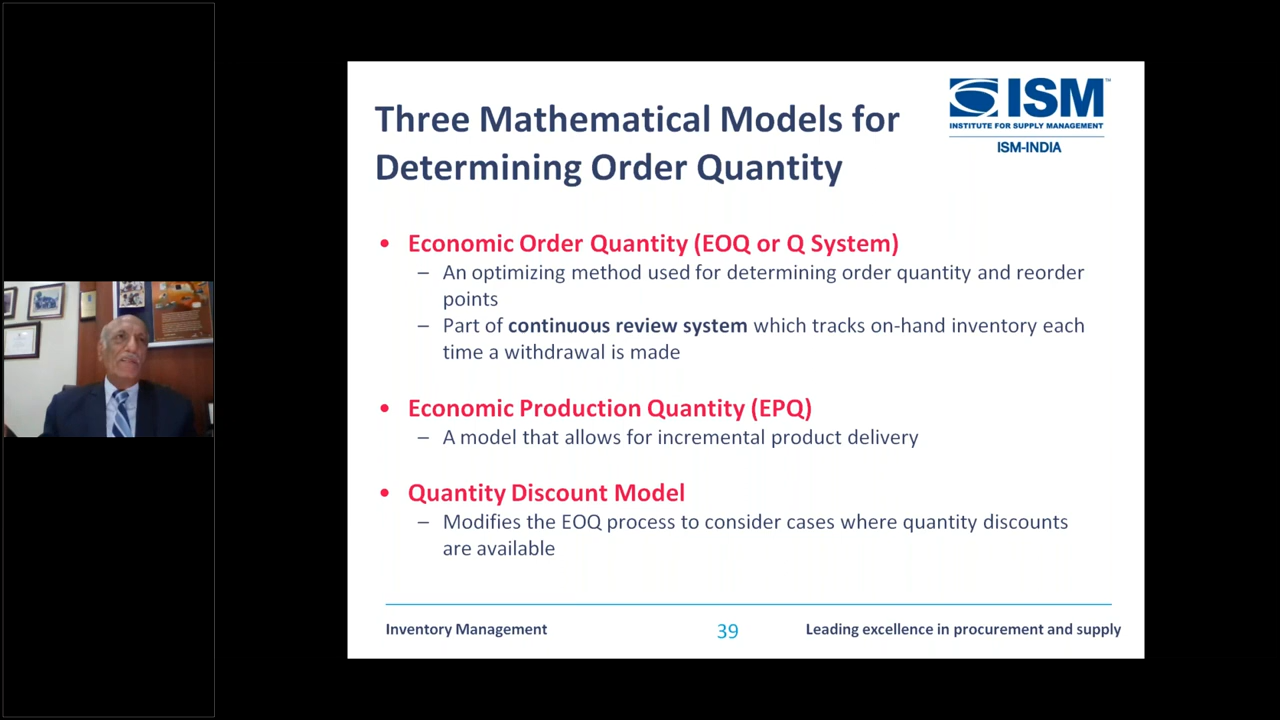 Three Mathematical Models for
Determining Order Quantity
ISM™
INSTITUTE FOR SUPPLY MANAGEMENT
ISM-INDIA
• Economic Order Quantity (EOQ or Q System)
– An optimizing method used for determining order quantity and reorder
points
– Part of continuous review system which tracks on-hand inventory each
time a withdrawal is made
• Economic Production Quantity (EPQ)
– A model that allows for incremental product delivery
• Quantity Discount Model
– Modifies the EOQ process to consider cases where quantity discounts
are available
Inventory Management
39
Leading excellence in procurement and supply